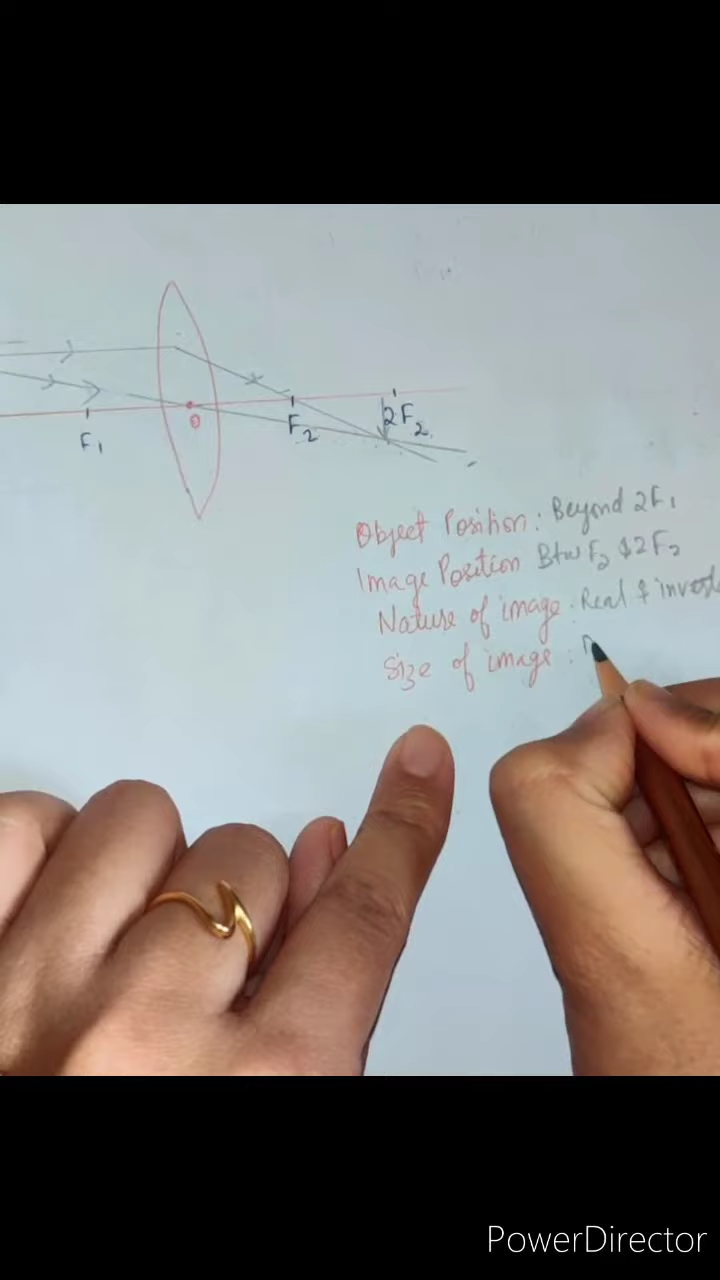 F1
O
F2
2F2
Object Position: Beyond 2F1
Image Position Btw F2 & 2F2
Nature of image: Real &
Size of image:
PowerDirector